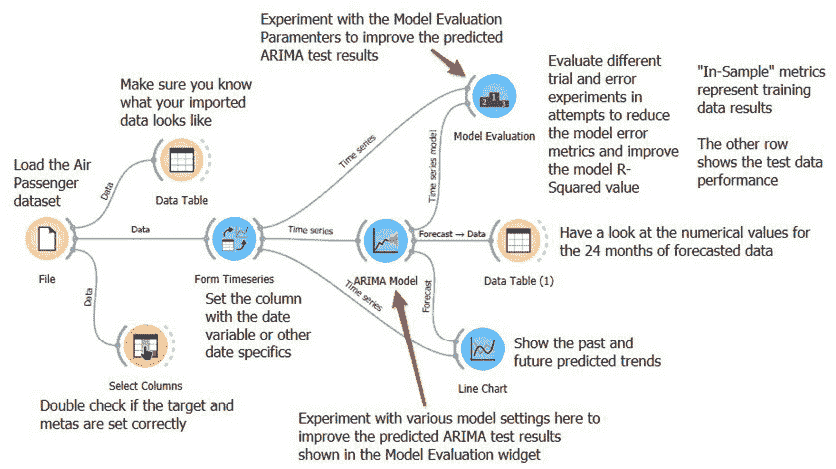 Experiment with the Model Evaluation
Paramenters to improve the predicted
ARIMA test results
Make sure you know
what your imported
data looks like
Evaluate different
trial and error
experiments in
attempts to reduce
the model error
metrics and improve
the model R-
Squared value
"In-Sample" metrics
represent training
data results
The other row
shows the test data
performance
1
2
3
Model Evaluation
Load the Air
Passenger
dataset
Data
Data Table
Time series
Time series model
File
Data
Form Timeseries
Time series
ARIMA Model
Forecast → Data
Data Table (1)
Have a look at the numerical values for
the 24 months of forecasted data
Set the column
with the date
variable or other
date specifics
Data
Time series
Forecast
Select Columns
Double check if the target and
metas are set correctly
Line Chart
Show the past and
future predicted trends
Experiment with various model settings here to
improve the predicted ARIMA test results
shown in the Model Evaluation widget